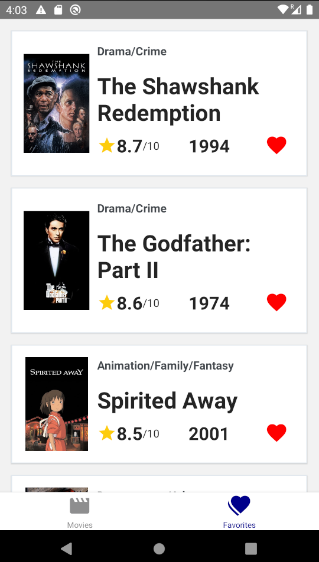 4:03
Drama/Crime
THE
SHAWSHANK
REDEMPTION
The Shawshank
Redemption
8.7/10 1994
Drama/Crime
The Godfather:
Part II
8.6/10 1974
Animation/Family/Fantasy
SPIRITED AWAY
Spirited Away
8.5/10 2001
Movies
Favorites